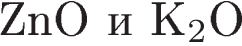 ZnO и K₂O